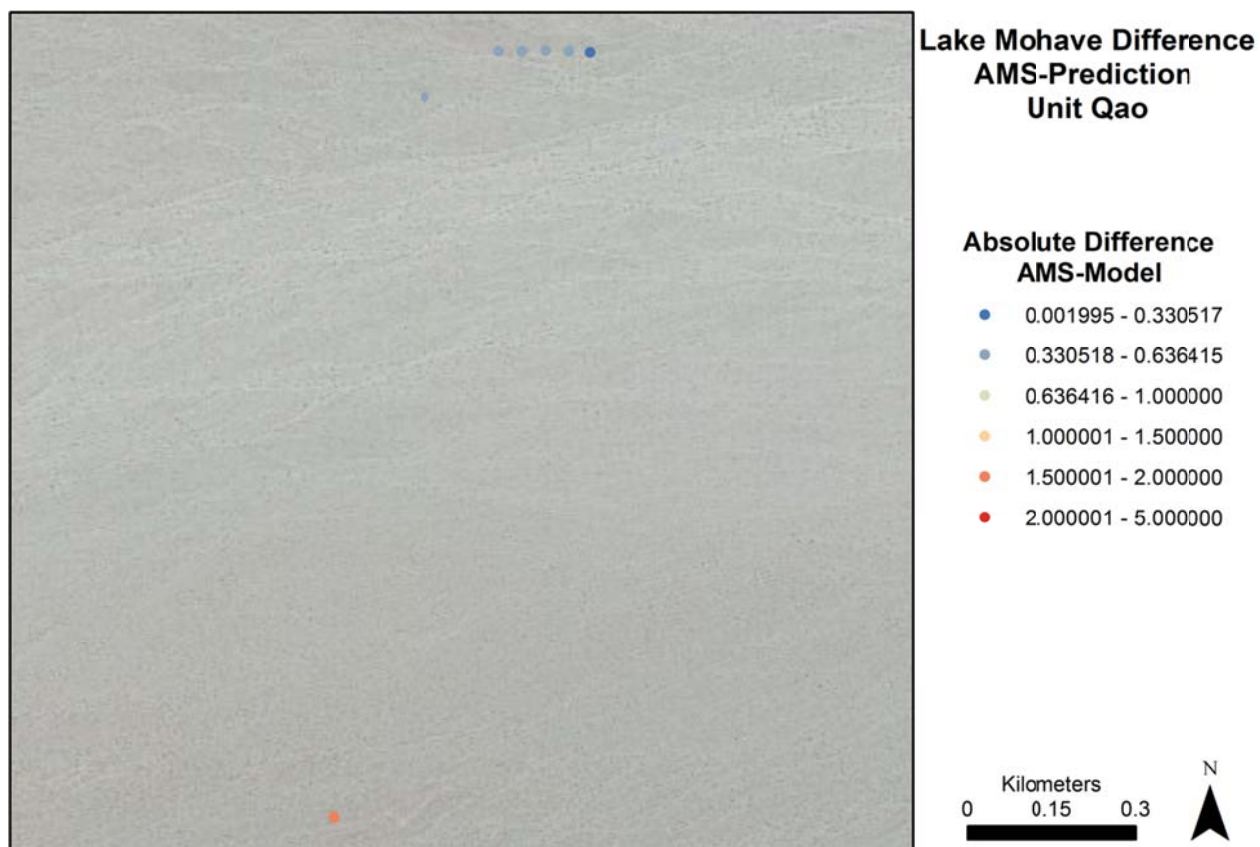 Lake Mohave Difference
AMS-Prediction
Unit Qao
Absolute Difference
AMS-Model
0.001995 - 0.330517
0.330518 - 0.636415
0.636416 - 1.000000
1.000001 - 1.500000
1.500001 - 2.000000
2.000001 - 5.000000
Kilometers
0 0.15 0.3
N